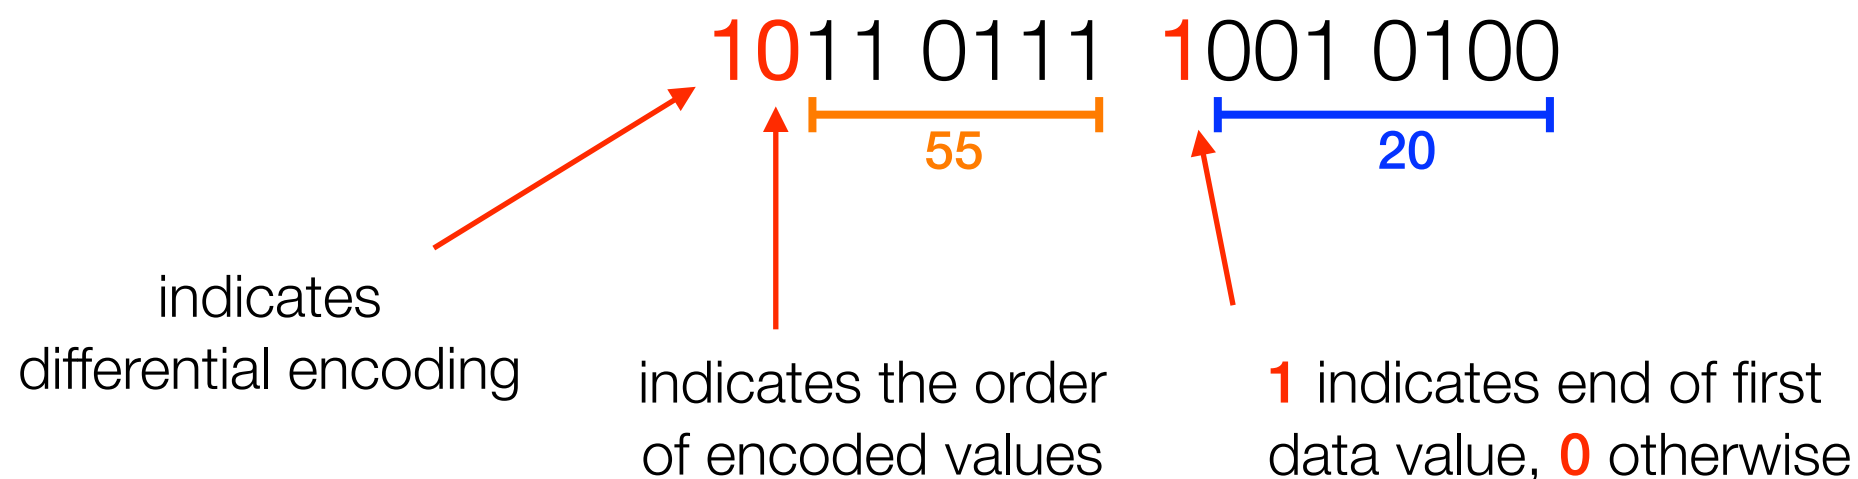 1011 0111 1001 0100
55 20
indicates
differential encoding
indicates the order
of encoded values
1 indicates end of first
data value, 0 otherwise